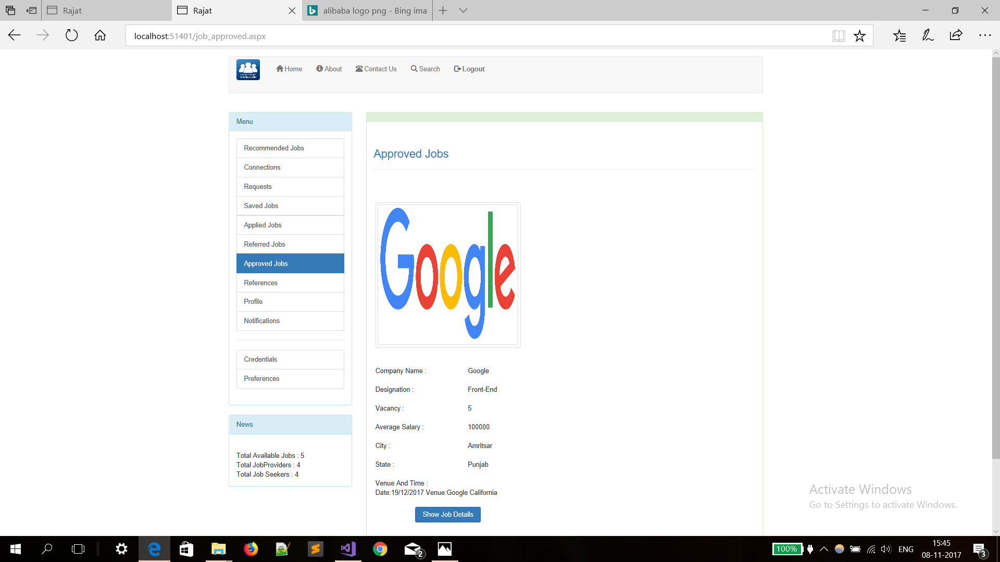 Rajat
Rajat
alibaba logo png - Bing ima
localhost:51401/job_approved.aspx
Home
About
Contact Us
Search
Logout
Menu
Recommended Jobs
Connections
Requests
Saved Jobs
Applied Jobs
Referred Jobs
Approved Jobs
References
Profile
Notifications
Credentials
Preferences
News
Total Available Jobs : 5
Total JobProviders : 4
Total Job Seekers : 4
Approved Jobs
Google
Company Name : Google
Designation : Front-End
Vacancy : 5
Average Salary : 100000
City : Amritsar
State : Punjab
Venue And Time :
Date:19/12/2017 Venue:Google California
Show Job Details
Activate Windows
Go to Settings to activate Windows.
2
100%
ENG
15:45
08-11-2017
3